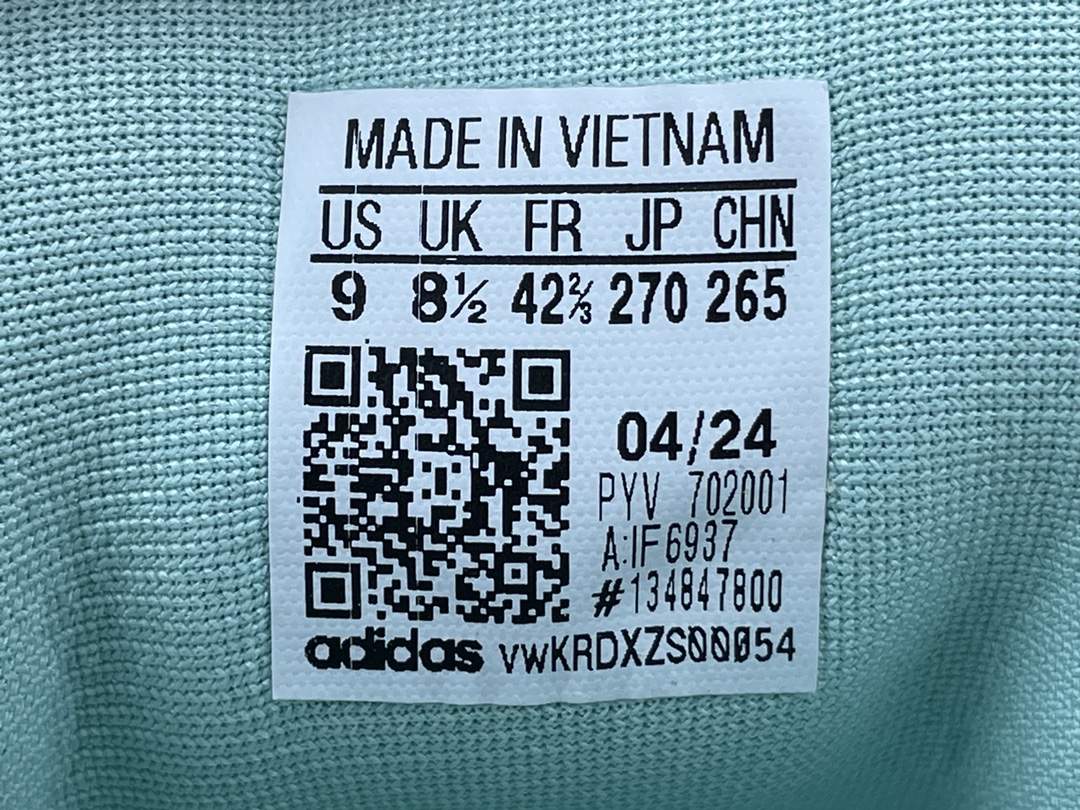 MADE IN VIETNAM
US UK FR JP CHN
9 8½ 42⅔ 270 265
04/24
PYV 702001
A:IF6937
#134847800
adidas vwKRDXZS00054